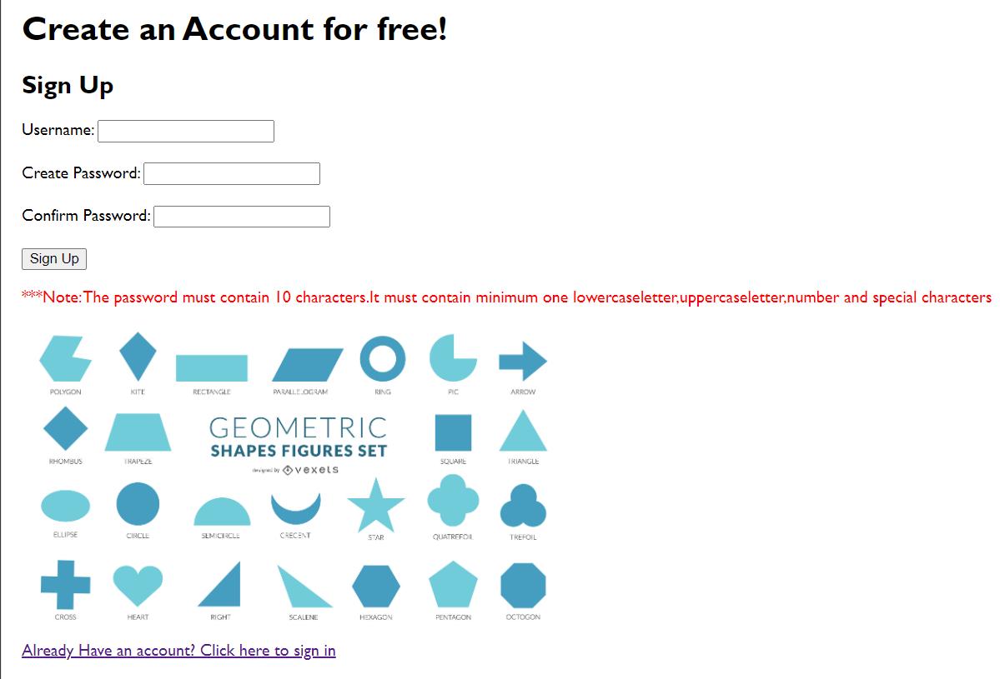 Create an Account for free!
Sign Up
Username:
Create Password:
Confirm Password:
Sign Up
***Note:The password must contain 10 characters.It must contain minimum one lowercaseletter,uppercaseletter,number and special characters
POLYGON KITE RECTANGLE PARALLELOGRAM RING PIC ARROW
GEOMETRIC
SHAPES FIGURES SET
designed by vexels
RHOMBUS TRAPEZE SQUARE TRIANGLE
ELLIPSE CIRCLE SEMICIRCLE CRECENT STAR QUATREFOIL TREFOIL
CROSS HEART RIGHT SCALENE HEXAGON PENTAGON OCTOGON
Already Have an account? Click here to sign in